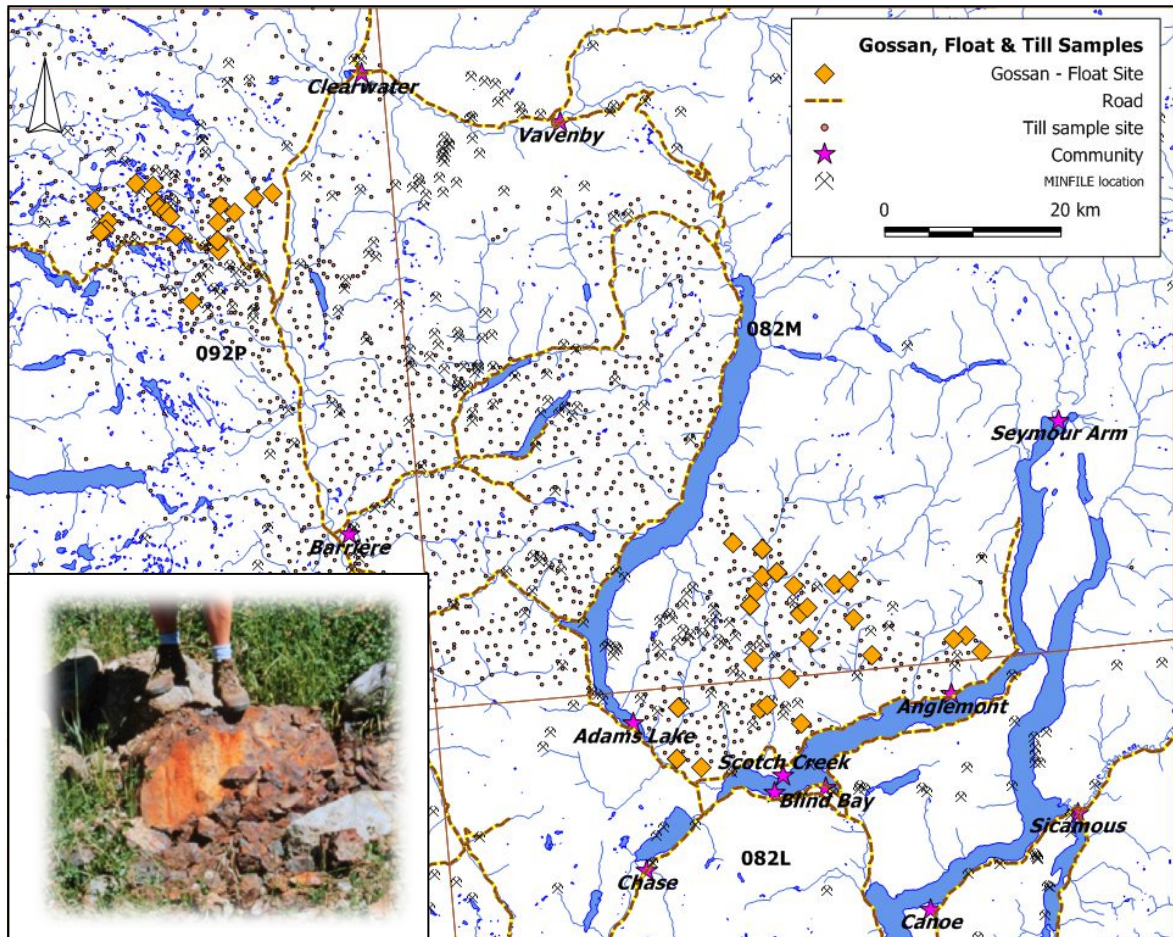 Gossan, Float & Till Samples
Gossan - Float Site
Road
Till sample site
Community
MINFILE location
0 20 km
Clearwater
Vavenby
082M
092P
Seymour Arm
Barriere
Anglemont
Adams Lake
Scotch Creek
Blind Bay
Sicamous
082L
Chase
Canoe